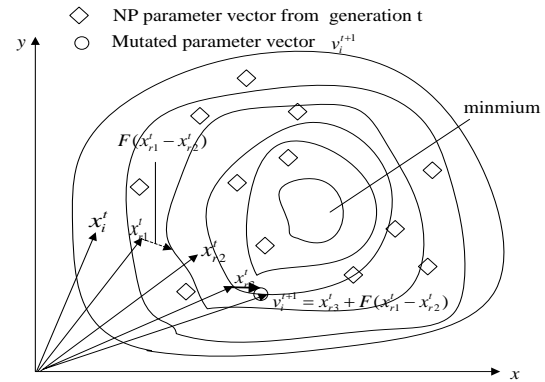 NP parameter vector from generation t
Mutated parameter vector $v_i^{t+1}$
y
minmium
$F(x_{r1}^t - x_{r2}^t)$
$x_i^t$
$x_{r1}^t$
$x_{r2}^t$
$x_{r3}^t$
$v_i^{t+1} = x_{r3}^t + F(x_{r1}^t - x_{r2}^t)$
x